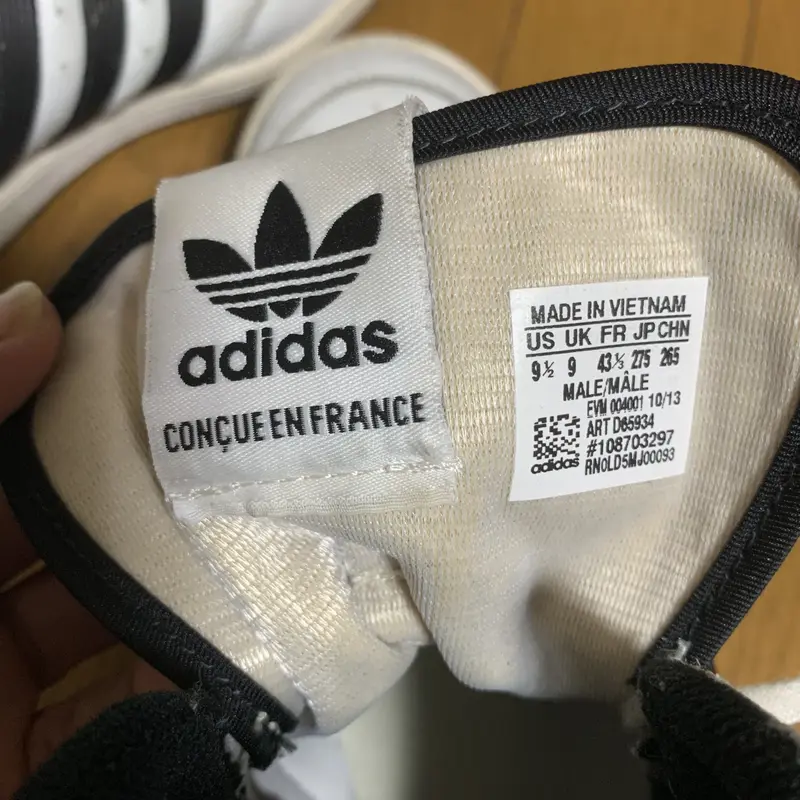 adidas
CONÇUE EN FRANCE
MADE IN VIETNAM
US UK FR JP CHN
9½ 9 43⅓ 275 265
MALE/MÂLE
EVM 004001 10/13
ART D65934
#108703297
adidas RNOLD5MJ00093